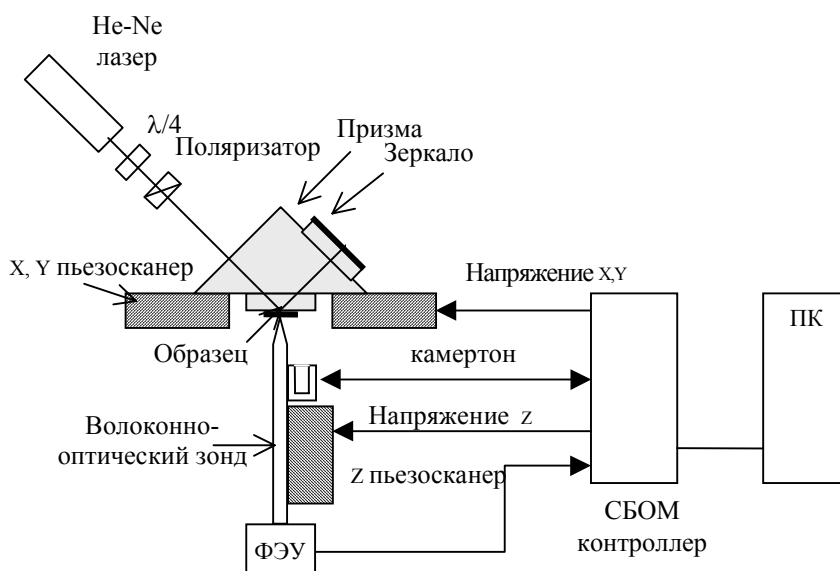 He-Ne
лазер
λ/4
Поляризатор
Призма
Зеркало
X, Y пьезосканер
Напряжение X,Y
ПК
Образец
камертон
Волоконно-
оптический зонд
Напряжение Z
Z пьезосканер
ФЭУ
СБОМ
контроллер